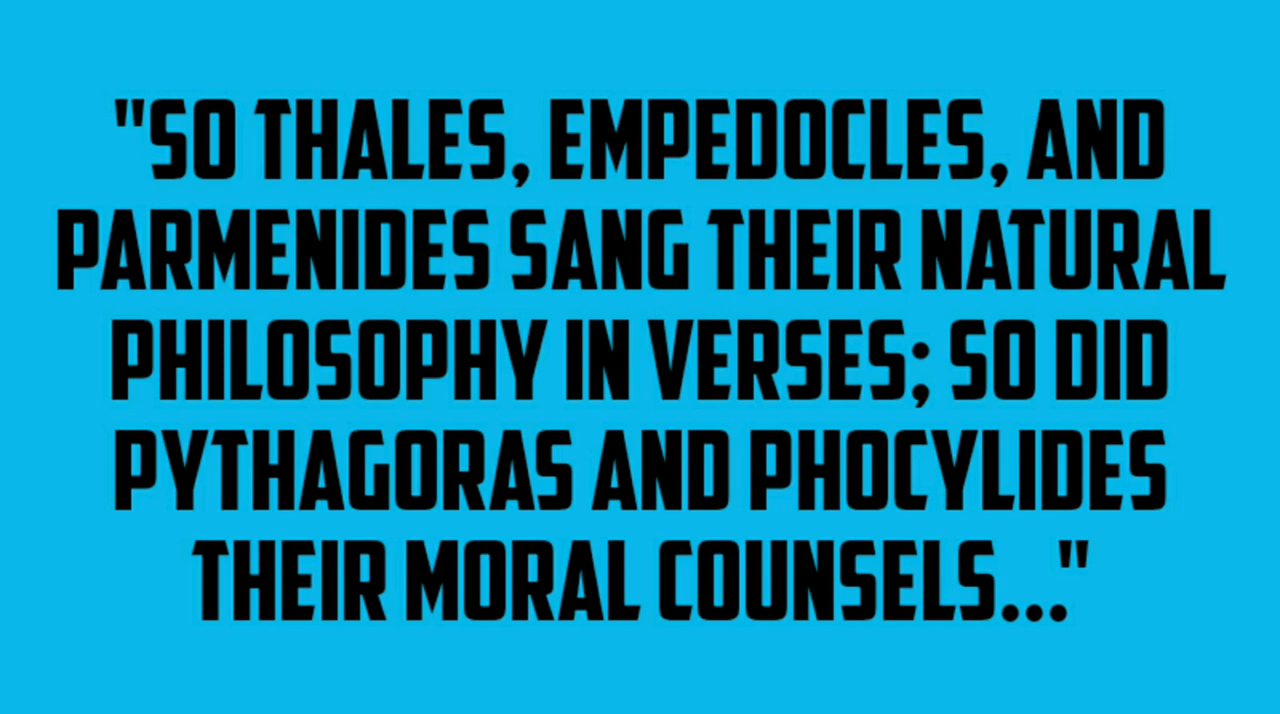 "SO THALES, EMPEDOCLES, AND
PARMENIDES SANG THEIR NATURAL
PHILOSOPHY IN VERSES; SO DID
PYTHAGORAS AND PHOCYLIDES
THEIR MORAL COUNSELS..."